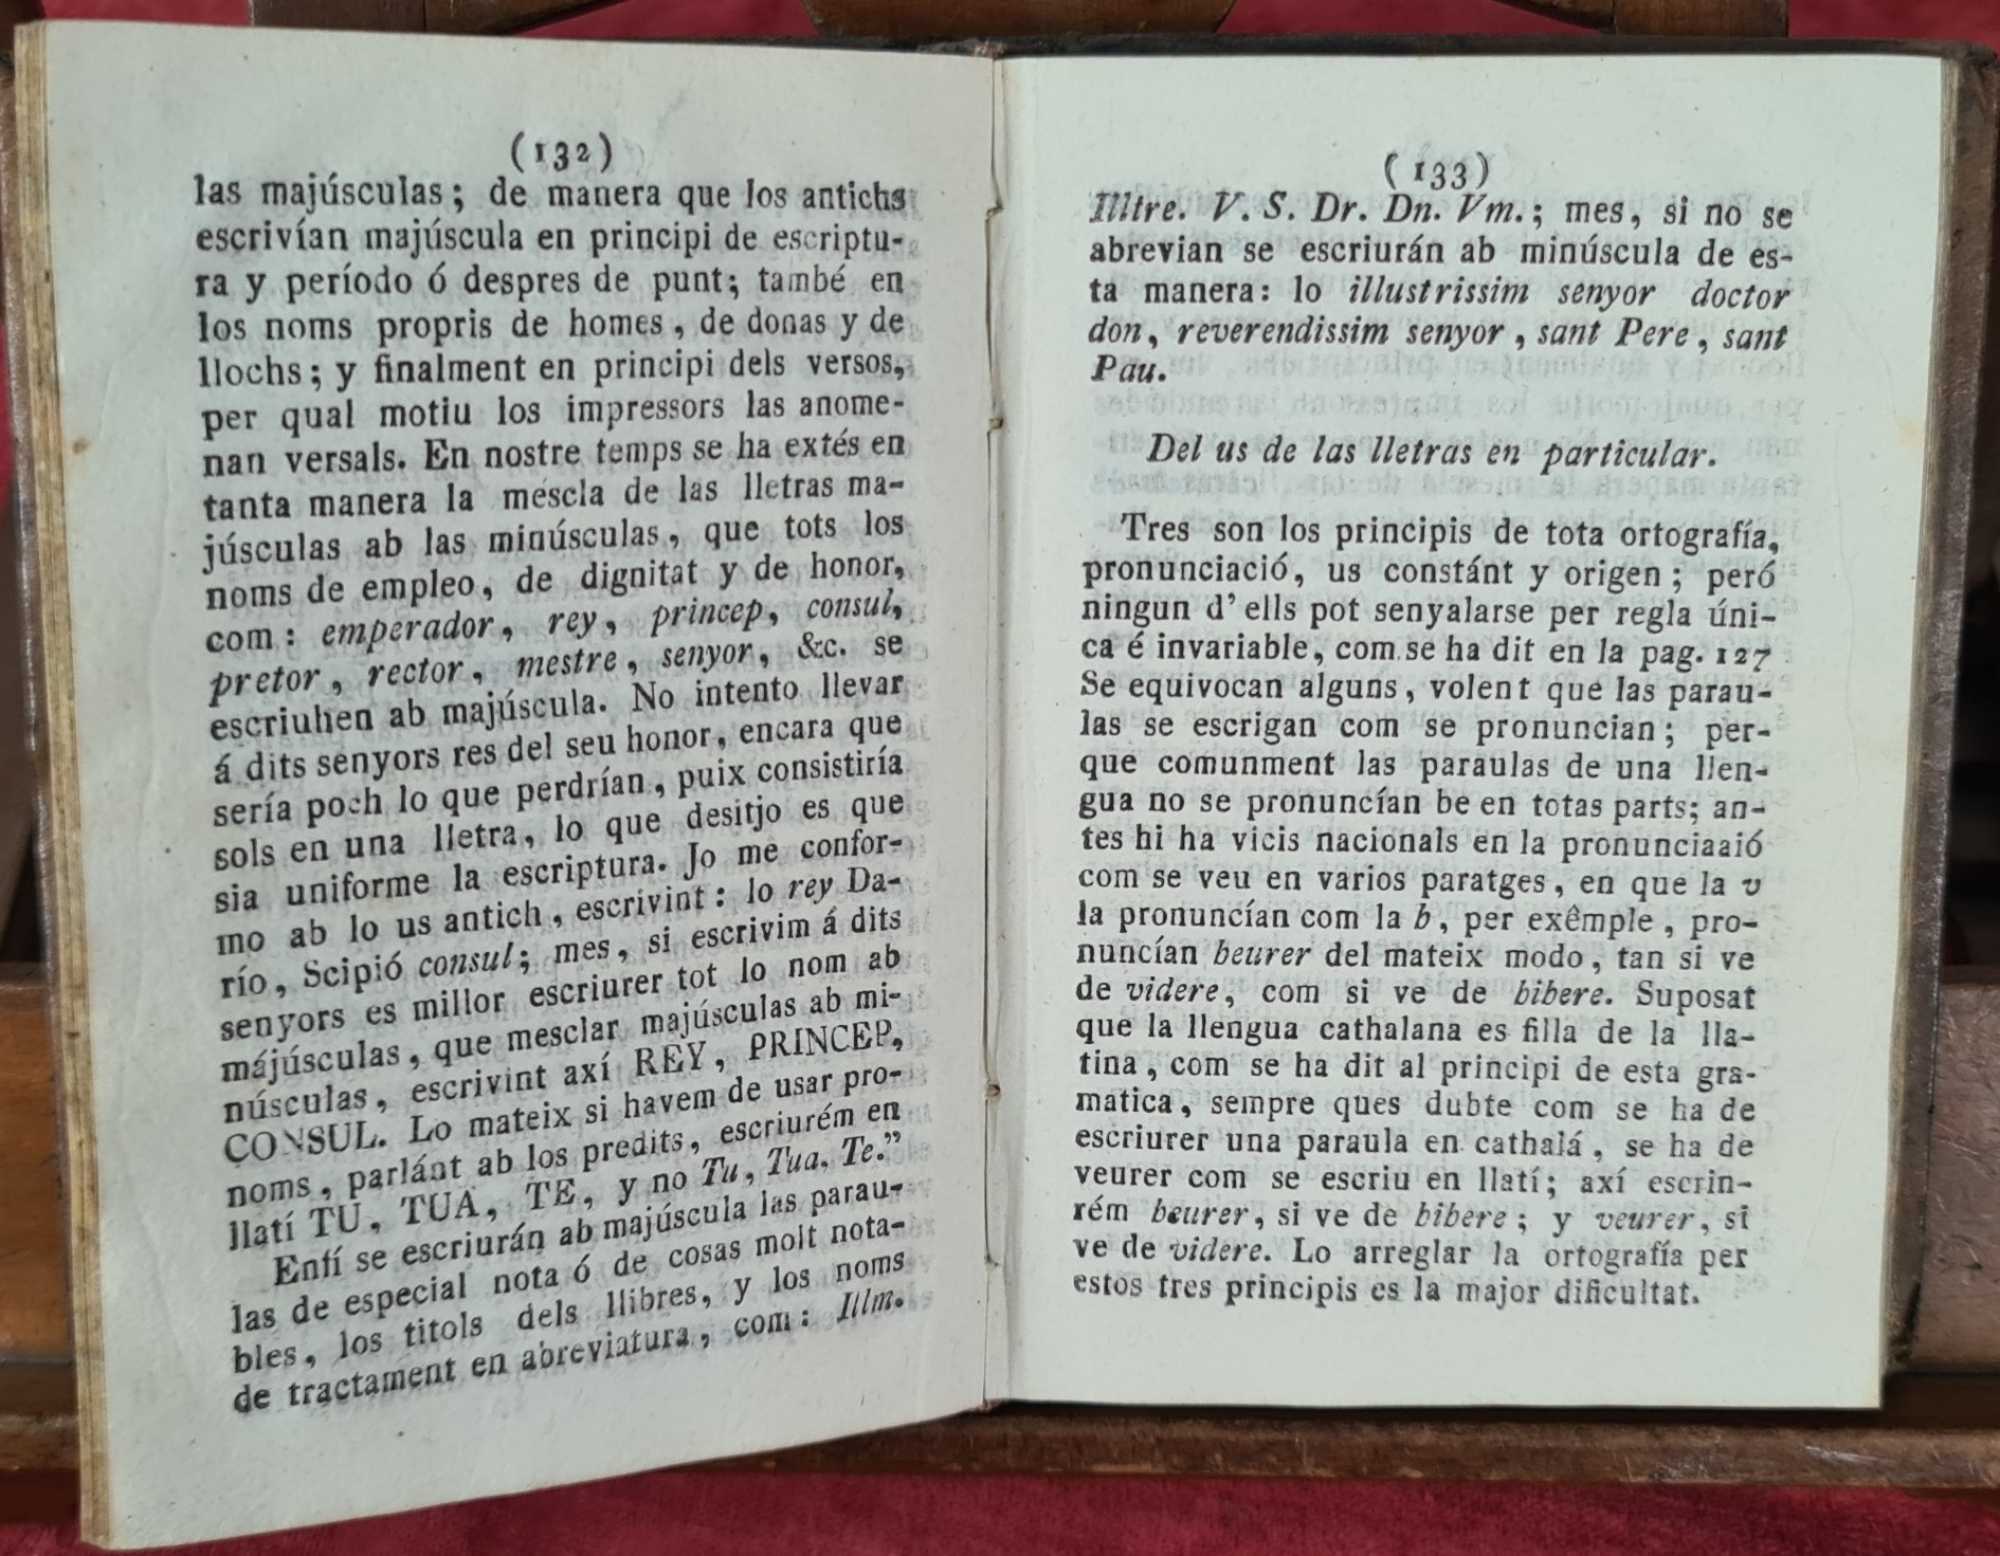 (132)
las majúsculas; de manera que los antichs
escrivían majúscula en principi de escriptu-
ra y período ó despres de punt; també en
los noms propris de homes, de donas y de
llochs; y finalment en principi dels versos,
per qual motiu los impressors las anome-
nan versals. En nostre temps se ha extés en
tanta manera la mescla de las lletras ma-
júsculas ab las minúsculas, que tots los
noms de empleo, de dignitat y de honor,
com: emperador, rey, princep, consul,
pretor, rector, mestre, senyor, &c. se
escriuhen ab majúscula. No intento llevar
á dits senyors res del seu honor, encara que
sería poch lo que perdrían, puix consistiría
sols en una lletra, lo que desitjo es que
sia uniforme la escriptura. Jo me confor-
mo ab lo us antich, escrivint: lo rey Da-
río, Scipió consul; mes, si escrivim á dits
senyors es millor escriurer tot lo nom ab
májúsculas, que mesclar majúsculas ab mi-
núsculas, escrivint axí REY, PRINCEP,
CONSUL. Lo mateix si havem de usar pro-
noms, parlánt ab los predits, escriurém en
llatí TU, TUA, TE, y no Tu, Tua, Te.”
Enfí se escriurán ab majúscula las parau-
las de especial nota ó de cosas molt nota-
bles, los titols dels llibres, y los noms
de tractament en abreviatura, com: Illm.
(133)
Illtre. V. S. Dr. Dn. Vm.; mes, si no se
abrevian se escriurán ab minúscula de es-
ta manera: lo illustrissim senyor doctor
don, reverendissim senyor, sant Pere, sant
Pau.
Del us de las lletras en particular.
Tres son los principis de tota ortografía,
pronunciació, us constánt y origen; peró
ningun d'ells pot senyalarse per regla úni-
ca é invariable, com se ha dit en la pag. 127
Se equivocan alguns, volent que las parau-
las se escrigan com se pronuncian; per-
que comunment las paraulas de una llen-
gua no se pronuncían be en totas parts; an-
tes hi ha vicis nacionals en la pronunciaaió
com se veu en varios paratges, en que la v
la pronuncían com la b, per exêmple, pro-
nuncían beurer del mateix modo, tan si ve
de videre, com si ve de bibere. Suposat
que la llengua cathalana es filla de la lla-
tina, com se ha dit al principi de esta gra-
matica, sempre ques dubte com se ha de
escriurer una paraula en cathalá, se ha de
veurer com se escriu en llatí; axí escrin-
rém beurer, si ve de bibere; y veurer, si
ve de videre. Lo arreglar la ortografía per
estos tres principis es la major dificultat.